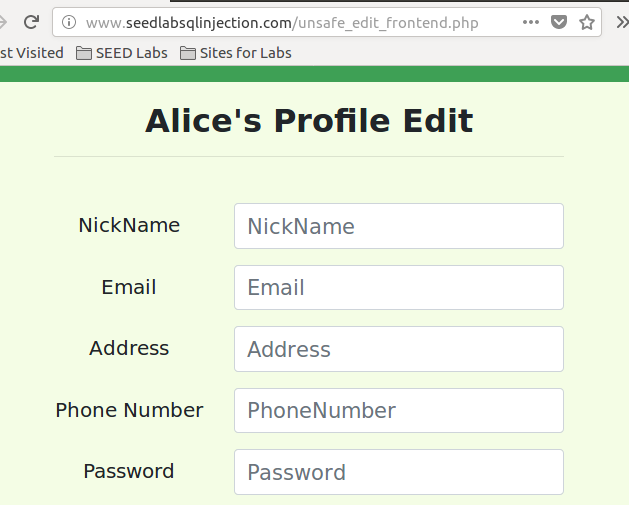 www.seedlabsqlinjection.com/unsafe_edit_frontend.php
st Visited SEED Labs Sites for Labs
Alice's Profile Edit
NickName NickName
Email Email
Address Address
Phone Number PhoneNumber
Password Password